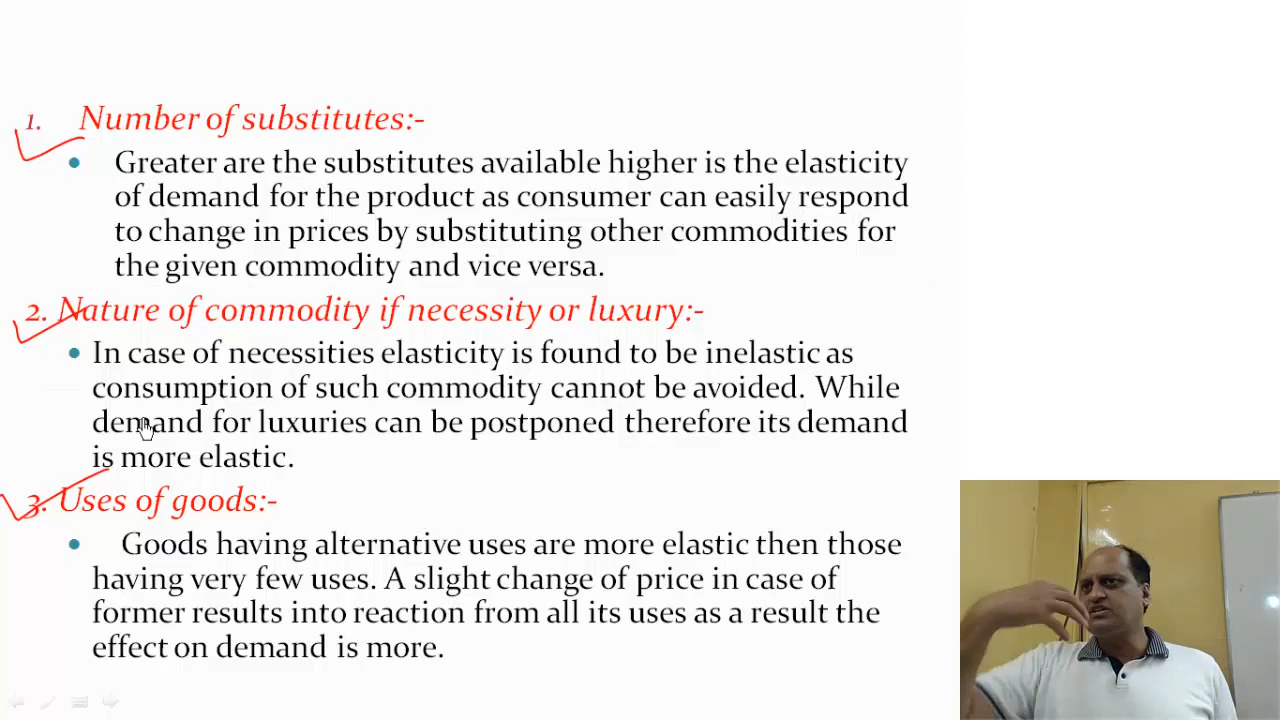 1. Number of substitutes:-
• Greater are the substitutes available higher is the elasticity
of demand for the product as consumer can easily respond
to change in prices by substituting other commodities for
the given commodity and vice versa.
2. Nature of commodity if necessity or luxury:-
• In case of necessities elasticity is found to be inelastic as
consumption of such commodity cannot be avoided. While
demand for luxuries can be postponed therefore its demand
is more elastic.
3. Uses of goods:-
• Goods having alternative uses are more elastic then those
having very few uses. A slight change of price in case of
former results into reaction from all its uses as a result the
effect on demand is more.